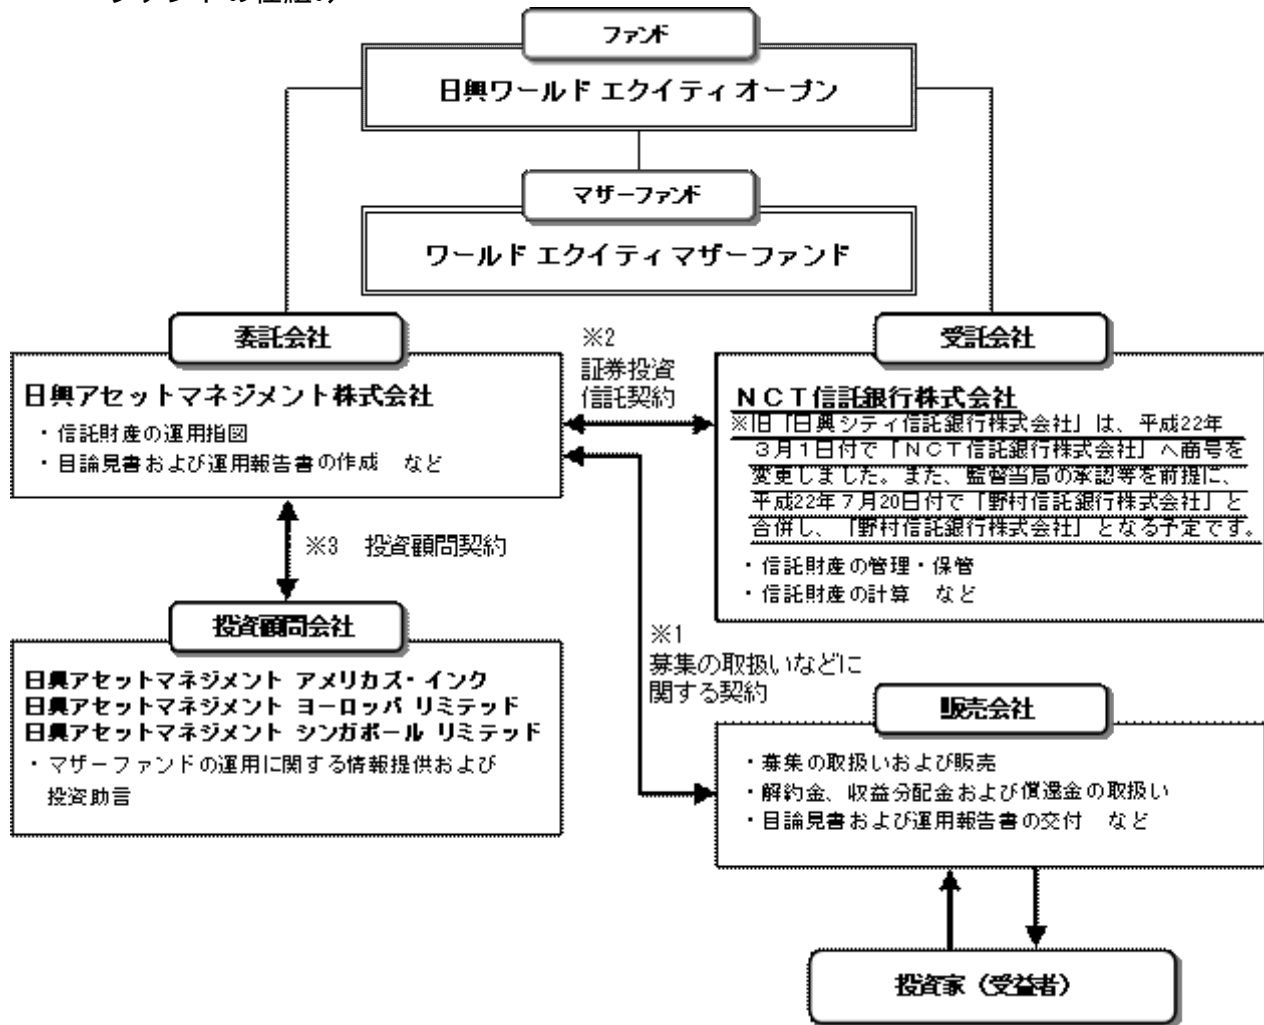 ファンド
日興ワールド エクイティ オープン
マザーファンド
ワールド エクイティ マザーファンド
委託会社
日興アセットマネジメント株式会社
・信託財産の運用指図
・目論見書および運用報告書の作成 など
※2
証券投資
信託契約
受託会社
ＮＣＴ信託銀行株式会社
※旧「日興シティ信託銀行株式会社」は、平成22年
３月１日付で「ＮＣＴ信託銀行株式会社」へ商号を
変更しました。また、監督当局の承認等を前提に、
平成22年７月20日付で「野村信託銀行株式会社」と
合併し、「野村信託銀行株式会社」となる予定です。
・信託財産の管理・保管
・信託財産の計算 など
※3 投資顧問契約
投資顧問会社
日興アセットマネジメント アメリカズ・インク
日興アセットマネジメント ヨーロッパ リミテッド
日興アセットマネジメント シンガポール リミテッド
・マザーファンドの運用に関する情報提供および
投資助言
※1
募集の取扱いなどに
関する契約
販売会社
・募集の取扱いおよび販売
・解約金、収益分配金および償還金の取扱い
・目論見書および運用報告書の交付 など
投資家（受益者）